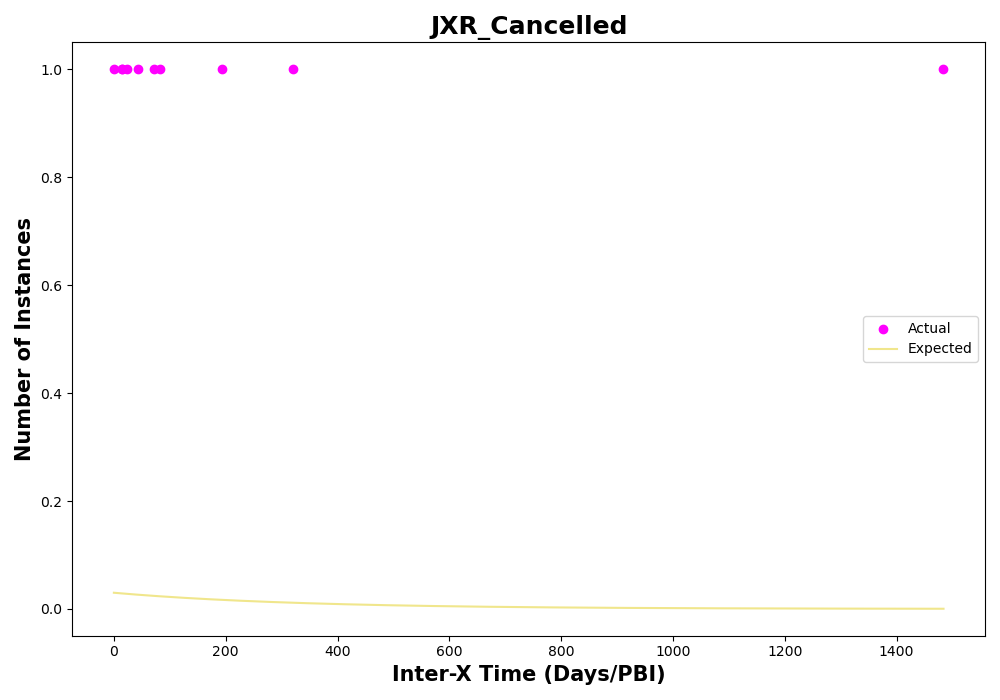 JXR_Cancelled
Number of Instances
1.0
0.8
0.6
0.4
0.2
0.0
Actual
Expected
0 200 400 600 800 1000 1200 1400
Inter-X Time (Days/PBI)